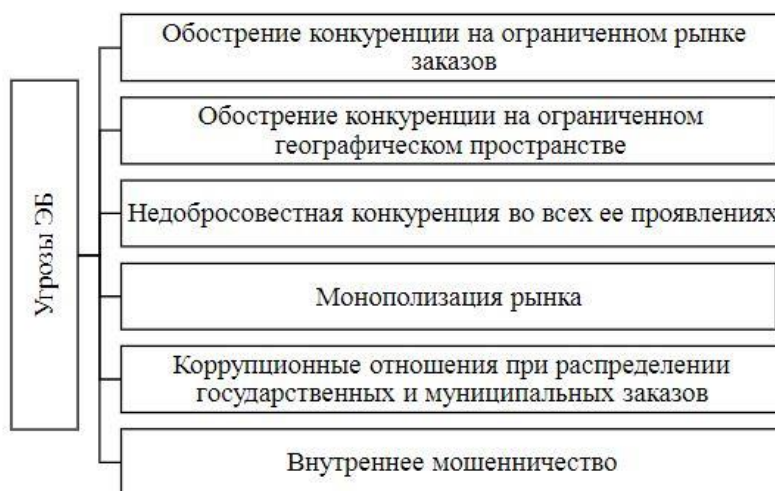 Угрозы ЭБ
Обострение конкуренции на ограниченном рынке
заказов
Обострение конкуренции на ограниченном
географическом пространстве
Недобросовестная конкуренция во всех ее проявлениях
Монополизация рынка
Коррупционные отношения при распределении
государственных и муниципальных заказов
Внутреннее мошенничество